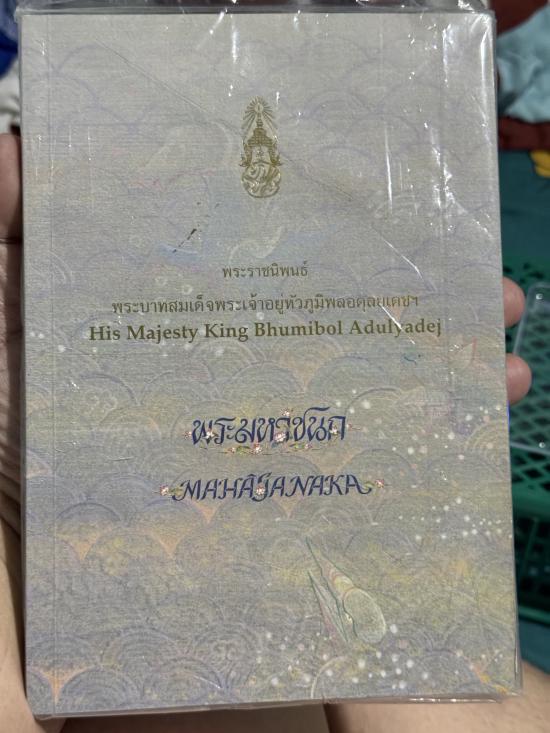 พระราชนิพนธ์
พระบาทสมเด็จพระเจ้าอยู่หัวภูมิพลอดุลยเดชฯ
His Majesty King Bhumibol Adulyadej
พระมหาชนก
MAHĀJANAKA